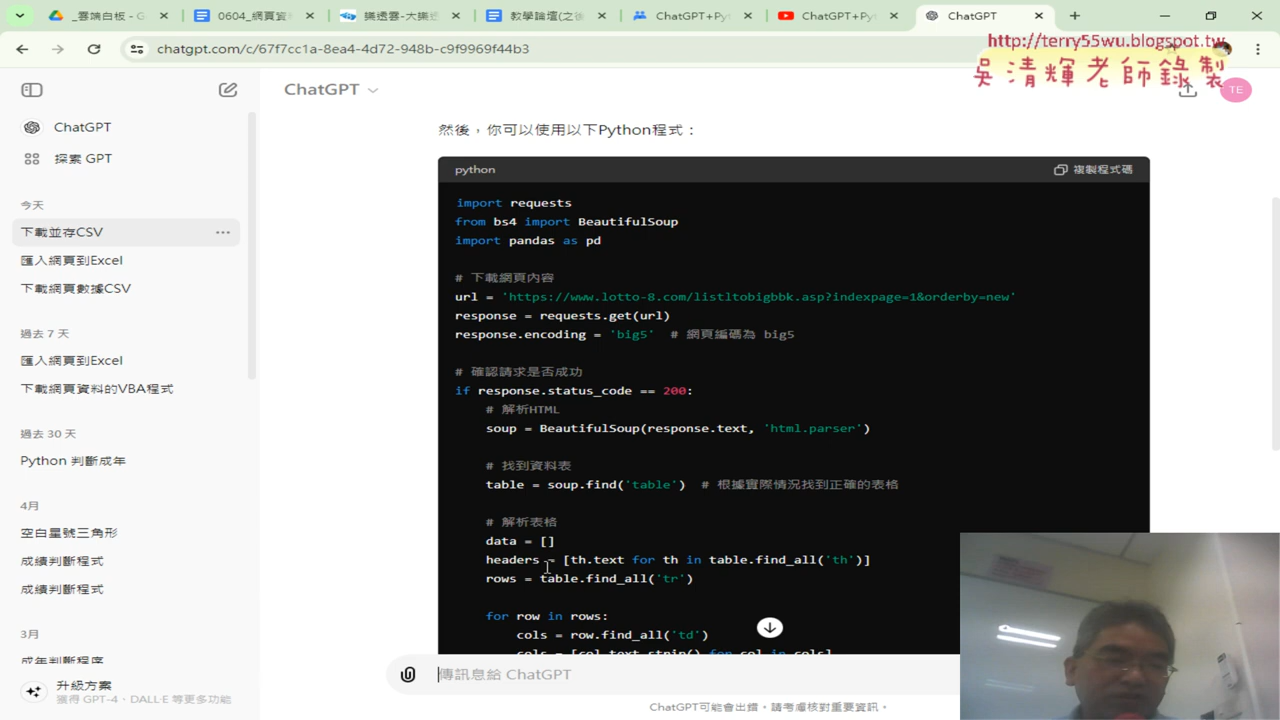 _雲端白板 - G
0604_網頁資
樂透雲-大樂透
教學論壇(之後
ChatGPT+Py
ChatGPT+Py
ChatGPT
chatgpt.com/c/67f7cc1a-8ea4-4d72-948b-c9f9969f44b3
http://terry55wu.blogspot.tw
吳清輝老師錄製
TE
ChatGPT
ChatGPT
探索 GPT
今天
下載並存CSV
匯入網頁到Excel
下載網頁數據CSV
過去 7 天
匯入網頁到Excel
下載網頁資料的VBA程式
過去 30 天
Python 判斷成年
4月
空白星號三角形
成績判斷程式
成績判斷程式
3月
成年判斷程序
升級方案
獲得 GPT-4、DALL·E 等更多功能
然後，你可以使用以下Python程式：
python
複製程式碼
import requests
from bs4 import BeautifulSoup
import pandas as pd
# 下載網頁內容
url = 'https://www.lotto-8.com/listltobigbbk.asp?indexpage=1&orderby=new'
response = requests.get(url)
response.encoding = 'big5'  # 網頁編碼為 big5
# 確認請求是否成功
if response.status_code == 200:
# 解析HTML
soup = BeautifulSoup(response.text, 'html.parser')
# 找到資料表
table = soup.find('table')  # 根據實際情況找到正確的表格
# 解析表格
data = []
headers = [th.text for th in table.find_all('th')]
rows = table.find_all('tr')
for row in rows:
cols = row.find_all('td')
cols = [col.text.strip() for col in cols]
傳訊息給 ChatGPT
ChatGPT可能會出錯。請考慮核對重要資訊。